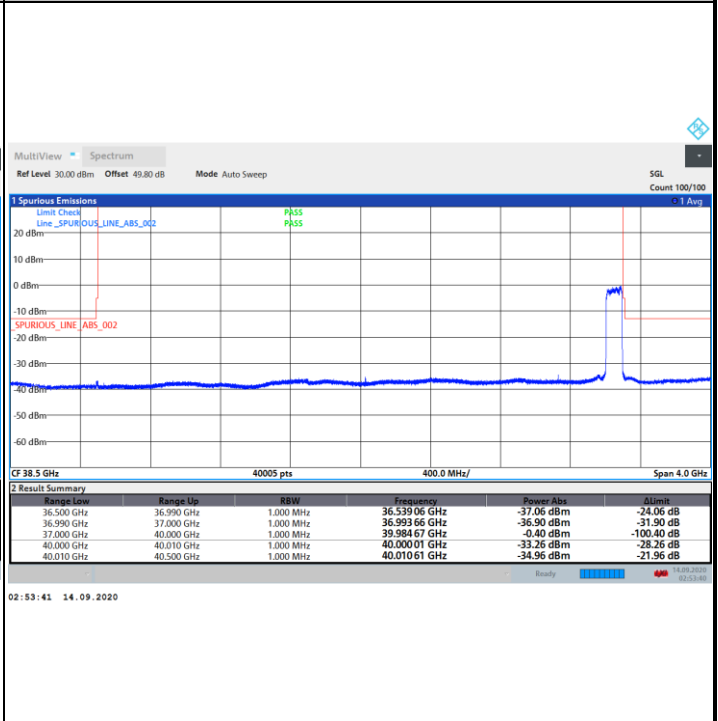 MultiView Spectrum
Ref Level 30.00 dBm Offset 49.80 dB Mode Auto Sweep SGL
Count 100/100
1 Spurious Emissions 1 Avg
Limit Check PASS
Line _SPURIOUS_LINE_ABS_002 PASS
20 dBm
10 dBm
0 dBm
-10 dBm
_SPURIOUS_LINE_ABS_002
-20 dBm
-30 dBm
-40 dBm
-50 dBm
-60 dBm
CF 38.5 GHz 40005 pts 400.0 MHz/ Span 4.0 GHz
2 Result Summary
Range Low Range Up RBW Frequency Power Abs ΔLimit
36.500 GHz 36.990 GHz 1.000 MHz 36.539 06 GHz -37.06 dBm -24.06 dB
36.990 GHz 37.000 GHz 1.000 MHz 36.993 66 GHz -36.90 dBm -31.90 dB
37.000 GHz 40.000 GHz 1.000 MHz 39.984 67 GHz -0.40 dBm -100.40 dB
40.000 GHz 40.010 GHz 1.000 MHz 40.000 01 GHz -33.26 dBm -28.26 dB
40.010 GHz 40.500 GHz 1.000 MHz 40.010 61 GHz -34.96 dBm -21.96 dB
Ready 14.09.2020
02:53:40
02:53:41 14.09.2020